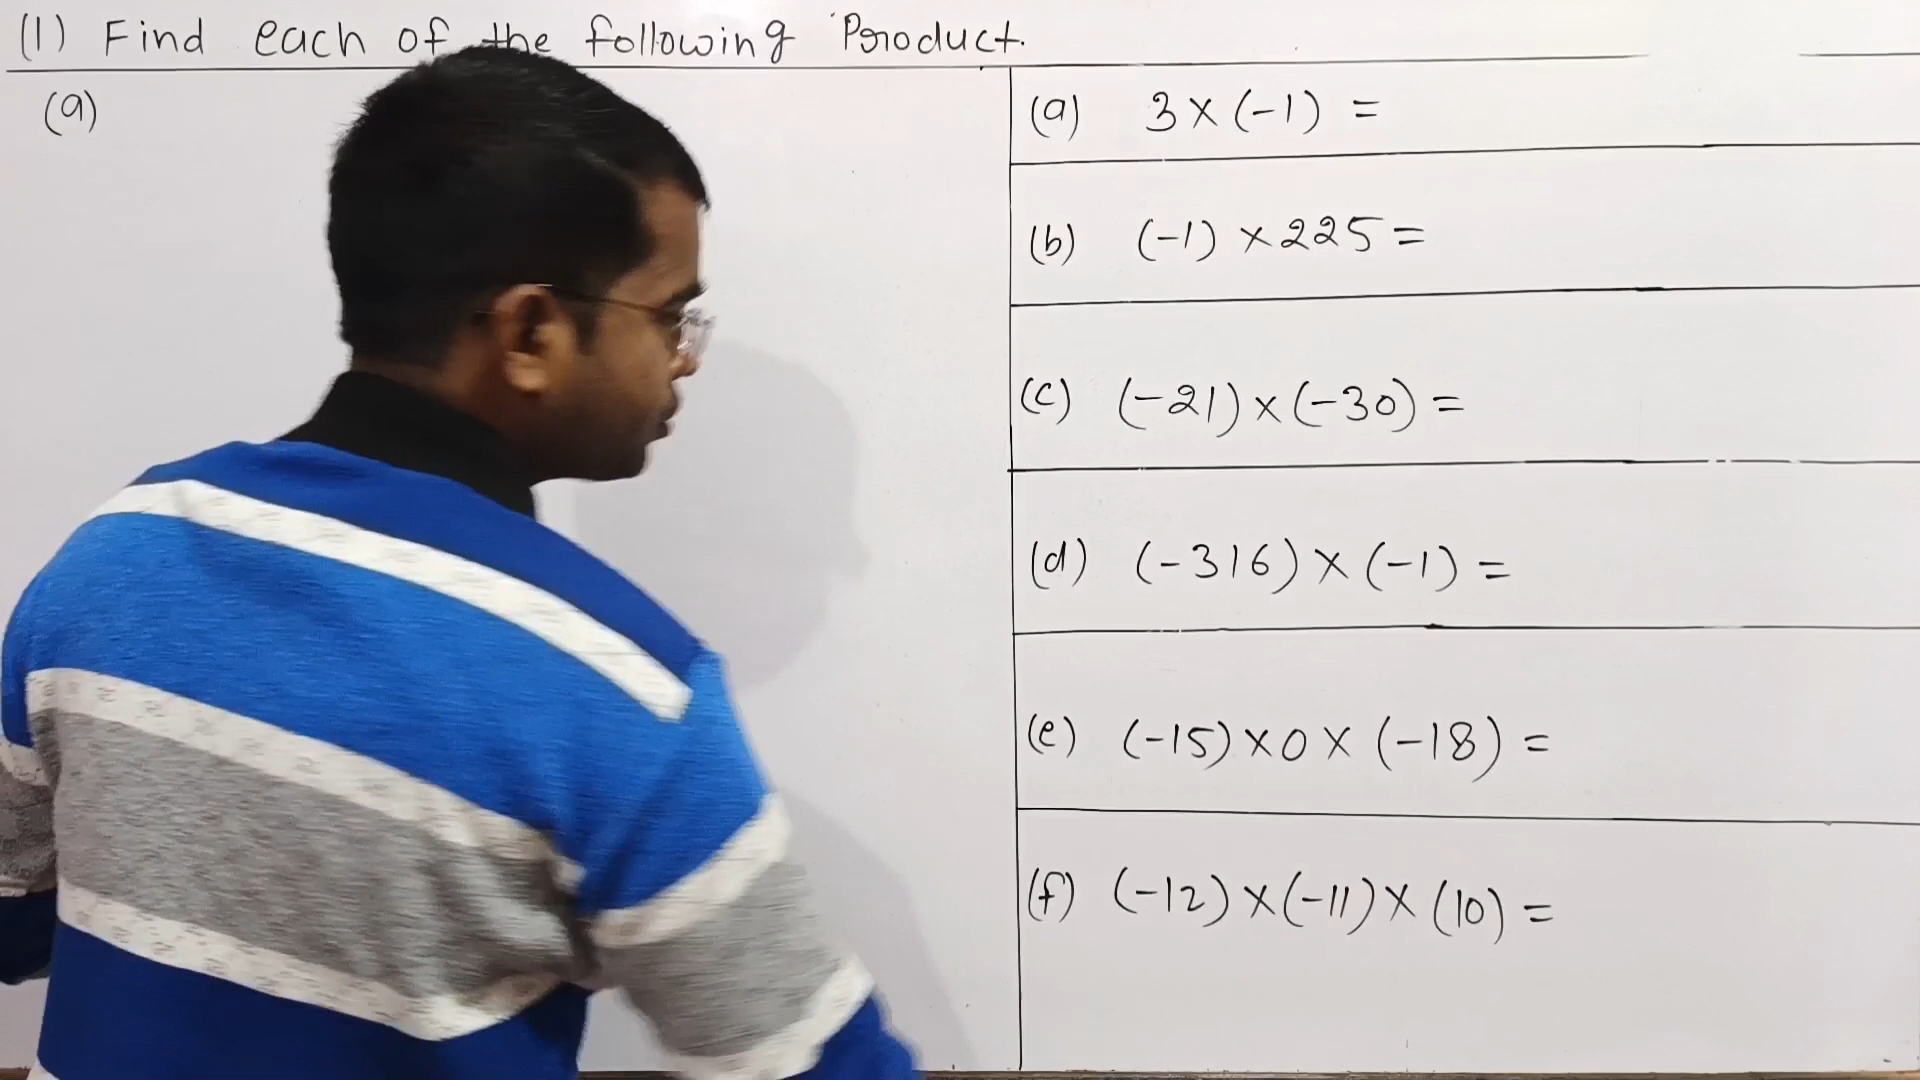 (1) Find each of the following Product.
(a)
(a) 3 × (-1) =
(b) (-1) × 225 =
(c) (-21) × (-30) =
(d) (-316) × (-1) =
(e) (-15) × 0 × (-18) =
(f) (-12) × (-11) × (10) =